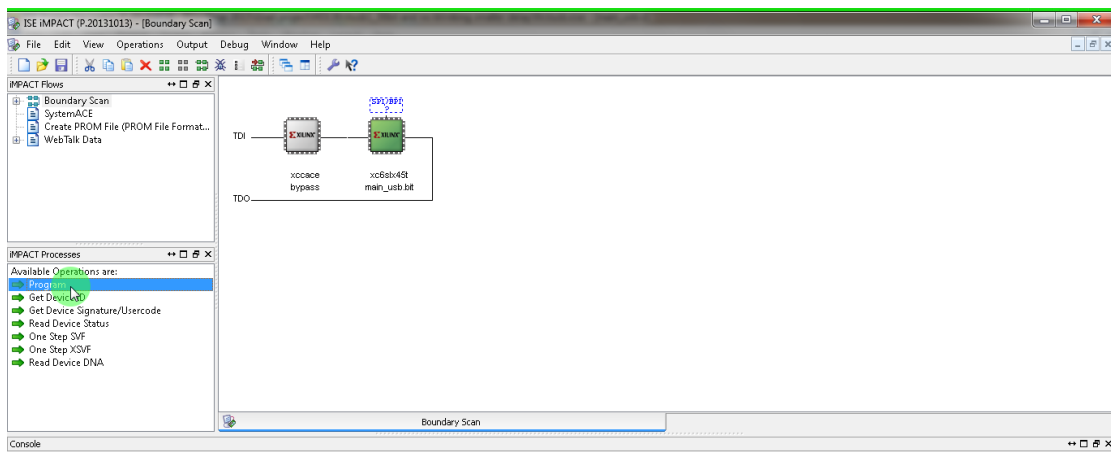 ISE iMPACT (P.20131013) - [Boundary Scan]
File Edit View Operations Output Debug Window Help
iMPACT Flows
Boundary Scan
SystemACE
Create PROM File (PROM File Format...
WebTalk Data
SPI/BPI
?
TDI
XILINX
XILINX
xccace
bypass
xc6slx45t
main_usb.bit
TDO
iMPACT Processes
Available Operations are:
Program
Get Device ID
Get Device Signature/Usercode
Read Device Status
One Step SVF
One Step XSVF
Read Device DNA
Boundary Scan
Console